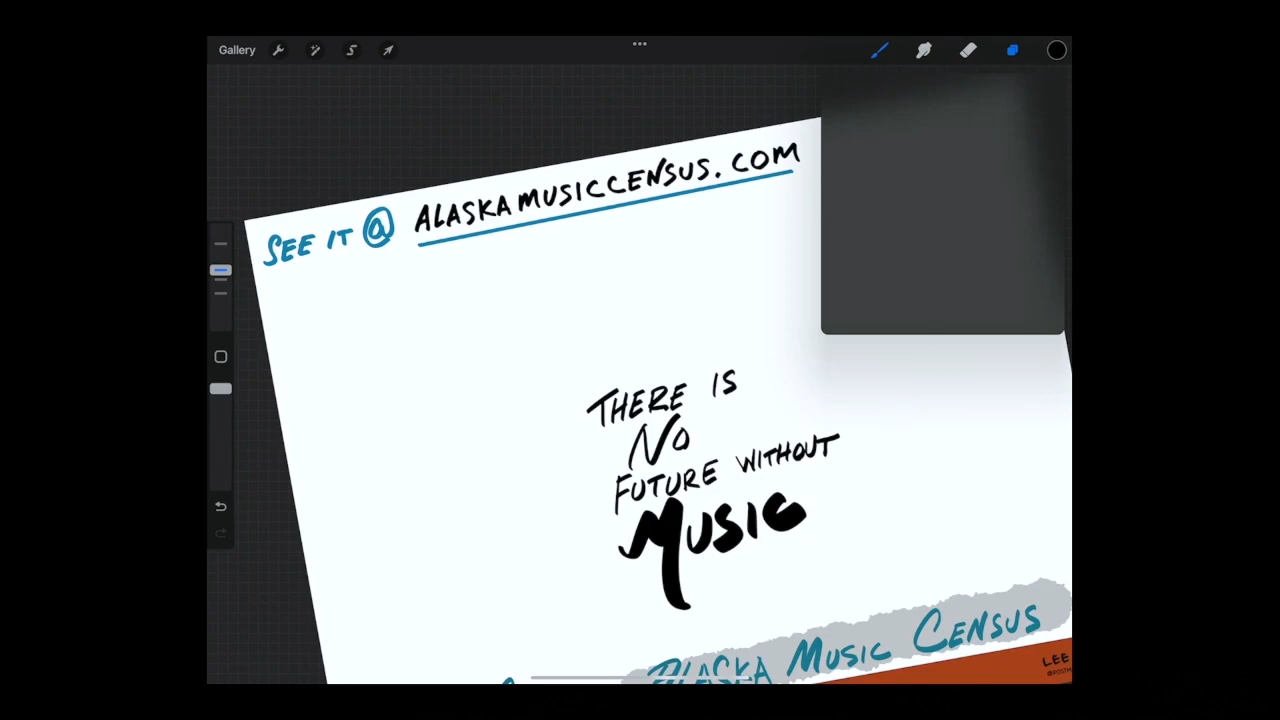 Gallery
SEE IT @ ALASKAMUSICCENSUS.COM
THERE IS
NO
FUTURE WITHOUT
MUSIC
ALASKA MUSIC CENSUS
LEE